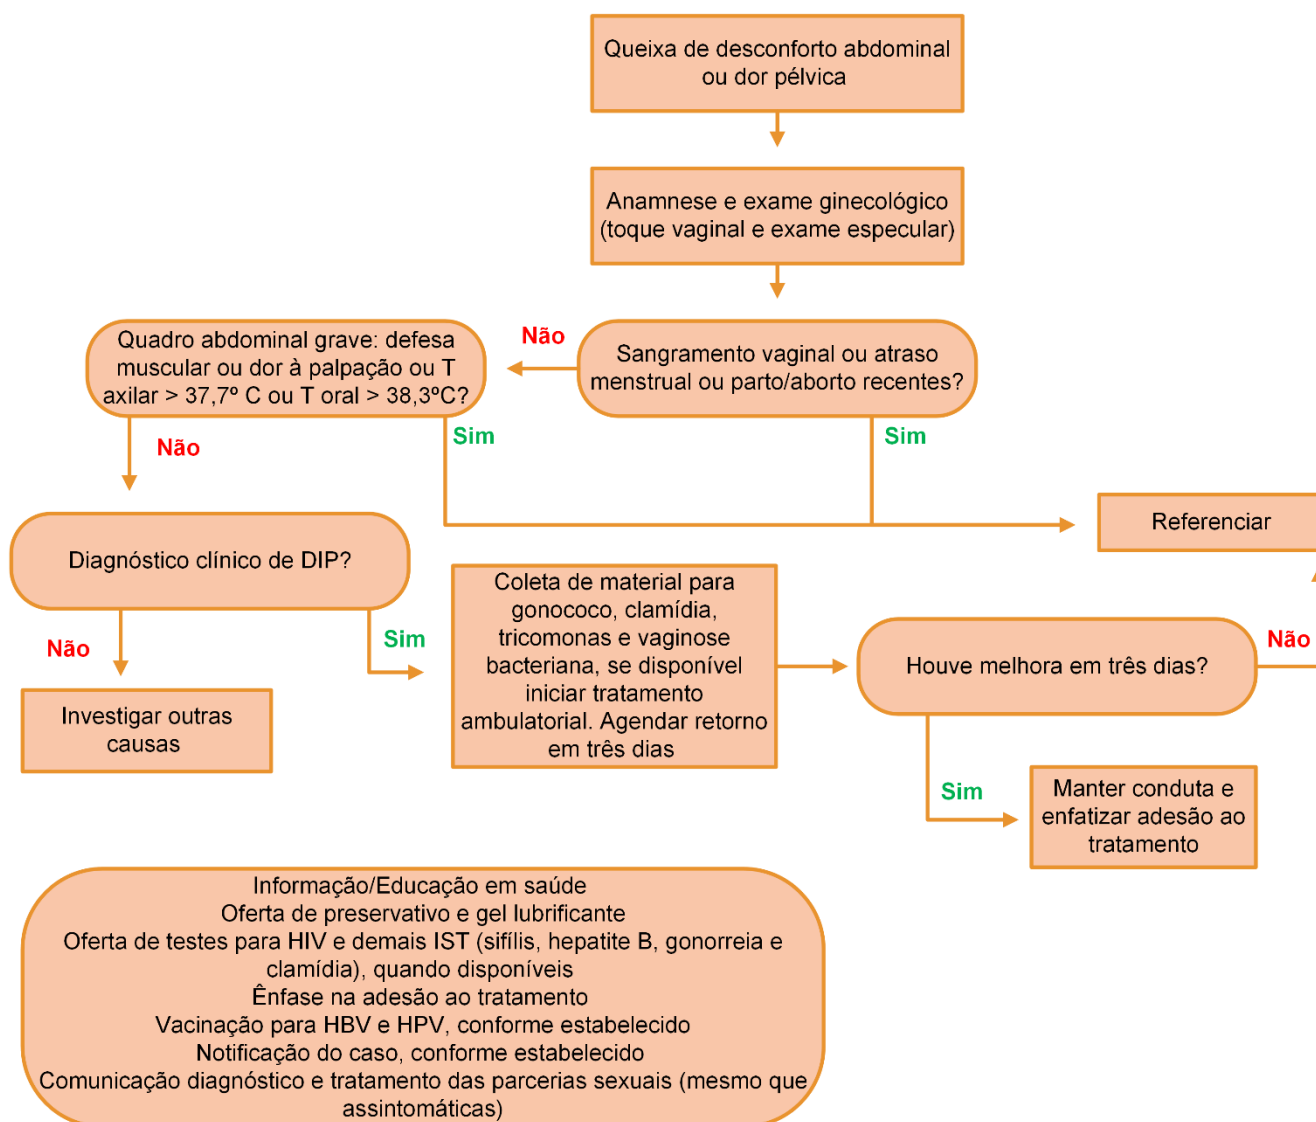 Queixa de desconforto abdominal
ou dor pélvica
Anamnese e exame ginecológico
(toque vaginal e exame especular)
Sangramento vaginal ou atraso
menstrual ou parto/aborto recentes?
Não
Sim
Quadro abdominal grave: defesa
muscular ou dor à palpação ou T
axilar > 37,7º C ou T oral > 38,3ºC?
Não
Sim
Referenciar
Diagnóstico clínico de DIP?
Não
Sim
Investigar outras
causas
Coleta de material para
gonococo, clamídia,
tricomonas e vaginose
bacteriana, se disponível
iniciar tratamento
ambulatorial. Agendar retorno
em três dias
Houve melhora em três dias?
Não
Sim
Manter conduta e
enfatizar adesão ao
tratamento
Informação/Educação em saúde
Oferta de preservativo e gel lubrificante
Oferta de testes para HIV e demais IST (sifílis, hepatite B, gonorreia e
clamídia), quando disponíveis
Ênfase na adesão ao tratamento
Vacinação para HBV e HPV, conforme estabelecido
Notificação do caso, conforme estabelecido
Comunicação diagnóstico e tratamento das parcerias sexuais (mesmo que
assintomáticas)